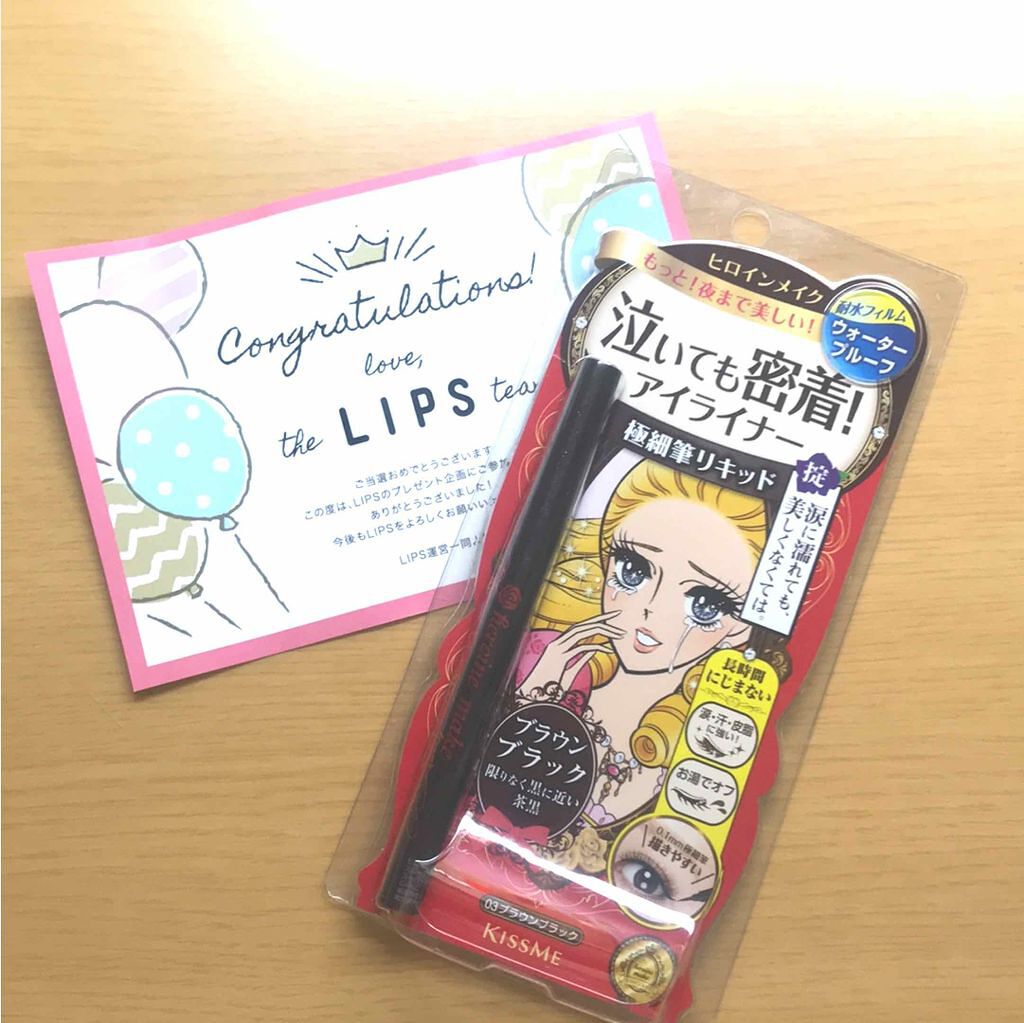 Congratulations!
love,
the LIPS
ご当選おめでとうございます
この度は、LIPSのプレゼント企画にご参加
ありがとうございました!
今後もLIPSをよろしくお願いいた
LIPS運営一同
ヒロインメイク
もっと!夜まで美しい!
耐水フィルム
ウォーター
プルーフ
泣いても密着!
アイライナー
極細筆リキッド
掟
涙に濡れても、
美しくなくては。
長時間
にじまない
涙・汗・皮脂
に強い!
お湯でオフ
0.1mm極細筆
描きやすい
heroine make
ブラウン
ブラック
限りなく黒に近い
茶黒
03ブラウンブラック
KISSME